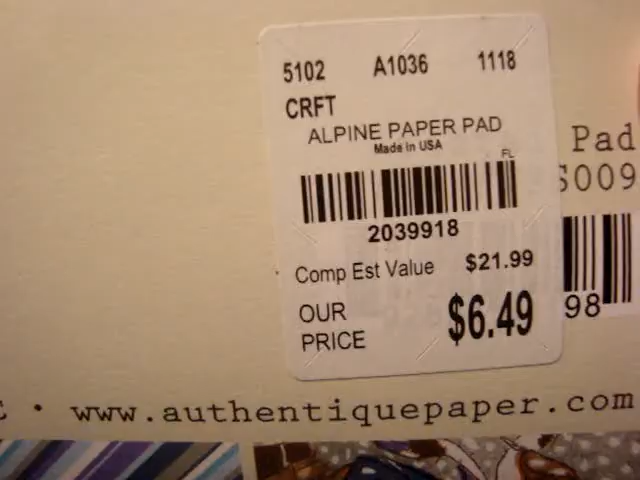 5102 A1036 1118
CRFT
ALPINE PAPER PAD
Made in USA
FL
Pad
S009
2039918
Comp Est Value $21.99
98
OUR
PRICE
$6.49
• www.authentiquepaper.com